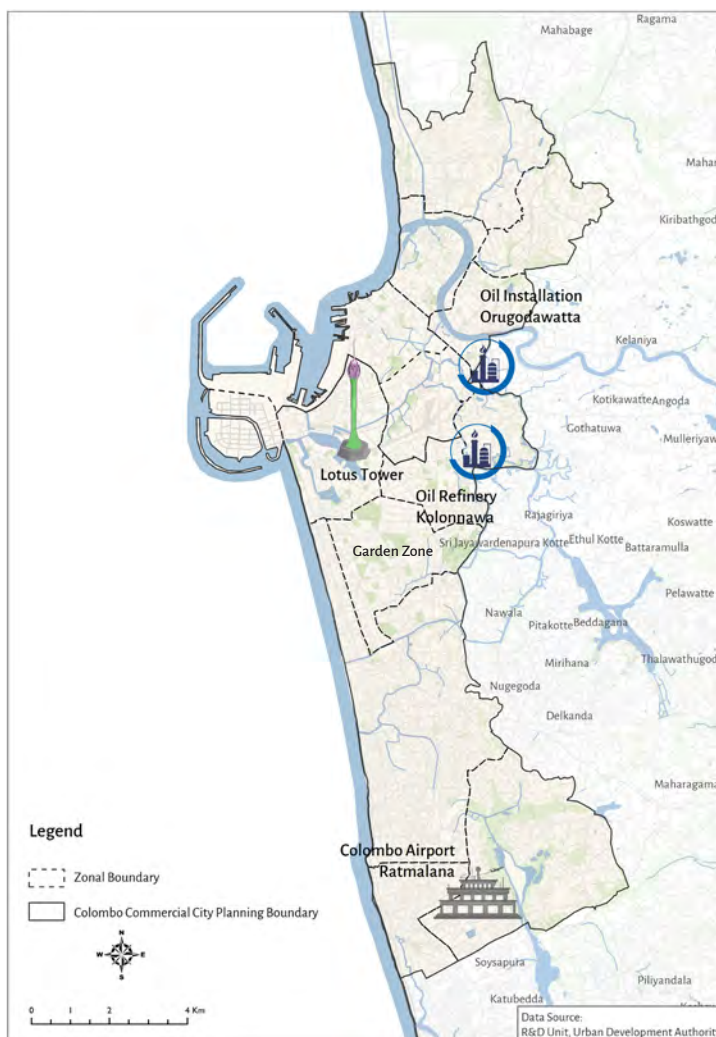 Ragama
Mahabage
Kiribathgod
Oil Installation
Orugodawatta
Kelaniya
Kotikawatte
Angoda
Gothatuwa
Mulleriyaw
Lotus Tower
Oil Refinery
Kolonnawa
Rajagiriya
Koswatte
Garden Zone
Sri Jayawardenapura Kotte
Ethul Kotte
Battaramulla
Pelawatte
Nawala
Pitakotte
Beddagana
Mirihana
Thalawathugod
Nugegoda
Delkanda
Maharagama
Legend
Zonal Boundary
Colombo Commercial City Planning Boundary
Colombo Airport
Ratmalana
N
W
E
S
Soysapura
Piliyandala
Katubedda
0 1 2 4 Km
Data Source:
R&D Unit, Urban Development Authorit